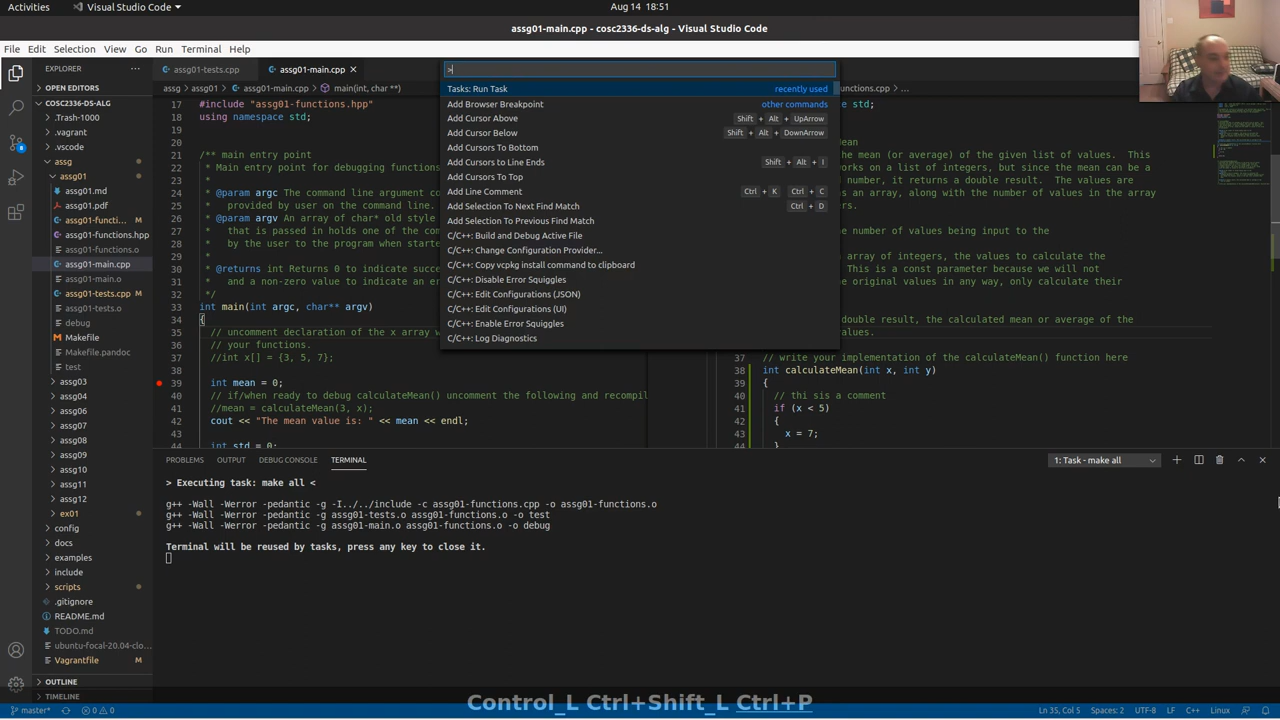 Activities
Visual Studio Code
Aug 14 18:51
assg01-main.cpp - cosc2336-ds-alg - Visual Studio Code
File Edit Selection View Go Run Terminal Help
EXPLORER
OPEN EDITORS
COSC2336-DS-ALG
.Trash-1000
.vagrant
.vscode
assg
assg01
assg01.md
assg01.pdf
assg01-functi... M
assg01-functions.hpp
assg01-functions.o
assg01-main.cpp
assg01-main.o
assg01-tests.cpp M
assg01-tests.o
debug
Makefile
Makefile.pandoc
test
assg03
assg04
assg06
assg07
assg08
assg09
assg10
assg11
assg12
ex01
config
docs
examples
include
scripts
.gitignore
README.md
TODO.md
ubuntu-focal-20.04-clo...
Vagrantfile M
OUTLINE
TIMELINE
assg01-tests.cpp
assg01-main.cpp
assg > assg01 > assg01-main.cpp > main(int, char **)
17 #include "assg01-functions.hpp"
18 using namespace std;
19
20
21 /** main entry point
22 * Main entry point for debugging functions
23 *
24 * @param argc The command line argument co
25 * provided by user on the command line.
26 * @param argv An array of char* old style
27 * that is passed in holds one of the com
28 * by the user to the program when starte
29 *
30 * @returns int Returns 0 to indicate succe
31 * and a non-zero value to indicate an er
32 */
33 int main(int argc, char** argv)
34 {
35 // uncomment declaration of the x array w
36 // your functions.
37 //int x[] = {3, 5, 7};
38
39 int mean = 0;
40 // if/when ready to debug calculateMean() uncomment the following and recompil
41 //mean = calculateMean(3, x);
42 cout << "The mean value is: " << mean << endl;
43
44 int std = 0;
>
Tasks: Run Task recently used
Add Browser Breakpoint other commands
Add Cursor Above Shift + Alt + UpArrow
Add Cursor Below Shift + Alt + DownArrow
Add Cursors To Bottom
Add Cursors to Line Ends Shift + Alt + I
Add Cursors To Top
Add Line Comment Ctrl + K Ctrl + C
Add Selection To Next Find Match Ctrl + D
Add Selection To Previous Find Match
C/C++: Build and Debug Active File
C/C++: Change Configuration Provider...
C/C++: Copy vcpkg install command to clipboard
C/C++: Disable Error Squiggles
C/C++: Edit Configurations (JSON)
C/C++: Edit Configurations (UI)
C/C++: Enable Error Squiggles
C/C++: Log Diagnostics
nctions.cpp > ...
ce std;
ean
the mean (or average) of the given list of values. This
orks on a list of integers, but since the mean can be a
number, it returns a double result. The values are
s an array, along with the number of values in the array
ers.
e number of values being input to the
array of integers, the values to calculate the
This is a const parameter because we will not
e original values in any way, only calculate their
double result, the calculated mean or average of the
values.
37 // write your implementation of the calculateMean() function here
38 int calculateMean(int x, int y)
39 {
40 // thi sis a comment
41 if (x < 5)
42 {
43 x = 7;
44 }
PROBLEMS OUTPUT DEBUG CONSOLE TERMINAL
1: Task - make all
> Executing task: make all <
g++ -Wall -Werror -pedantic -g -I../../include -c assg01-functions.cpp -o assg01-functions.o
g++ -Wall -Werror -pedantic -g assg01-tests.o assg01-functions.o -o test
g++ -Wall -Werror -pedantic -g assg01-main.o assg01-functions.o -o debug
Terminal will be reused by tasks, press any key to close it.
Control_L Ctrl+Shift_L Ctrl+P
master* 0 0
Ln 35, Col 5 Spaces: 2 UTF-8 LF C++ Linux